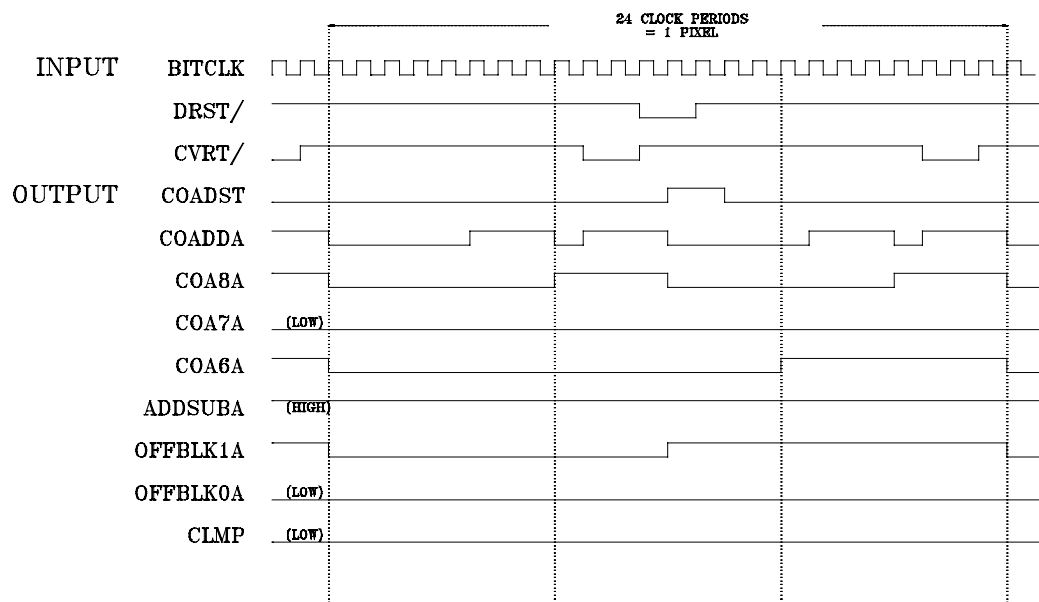 24 CLOCK PERIODS
= 1 PIXEL
INPUT BITCLK
DRST/
CVRT/
OUTPUT COADST
COADDA
COA8A
COA7A (LOW)
COA6A
ADDSUBA (HIGH)
OFFBLK1A
OFFBLK0A (LOW)
CLMP (LOW)